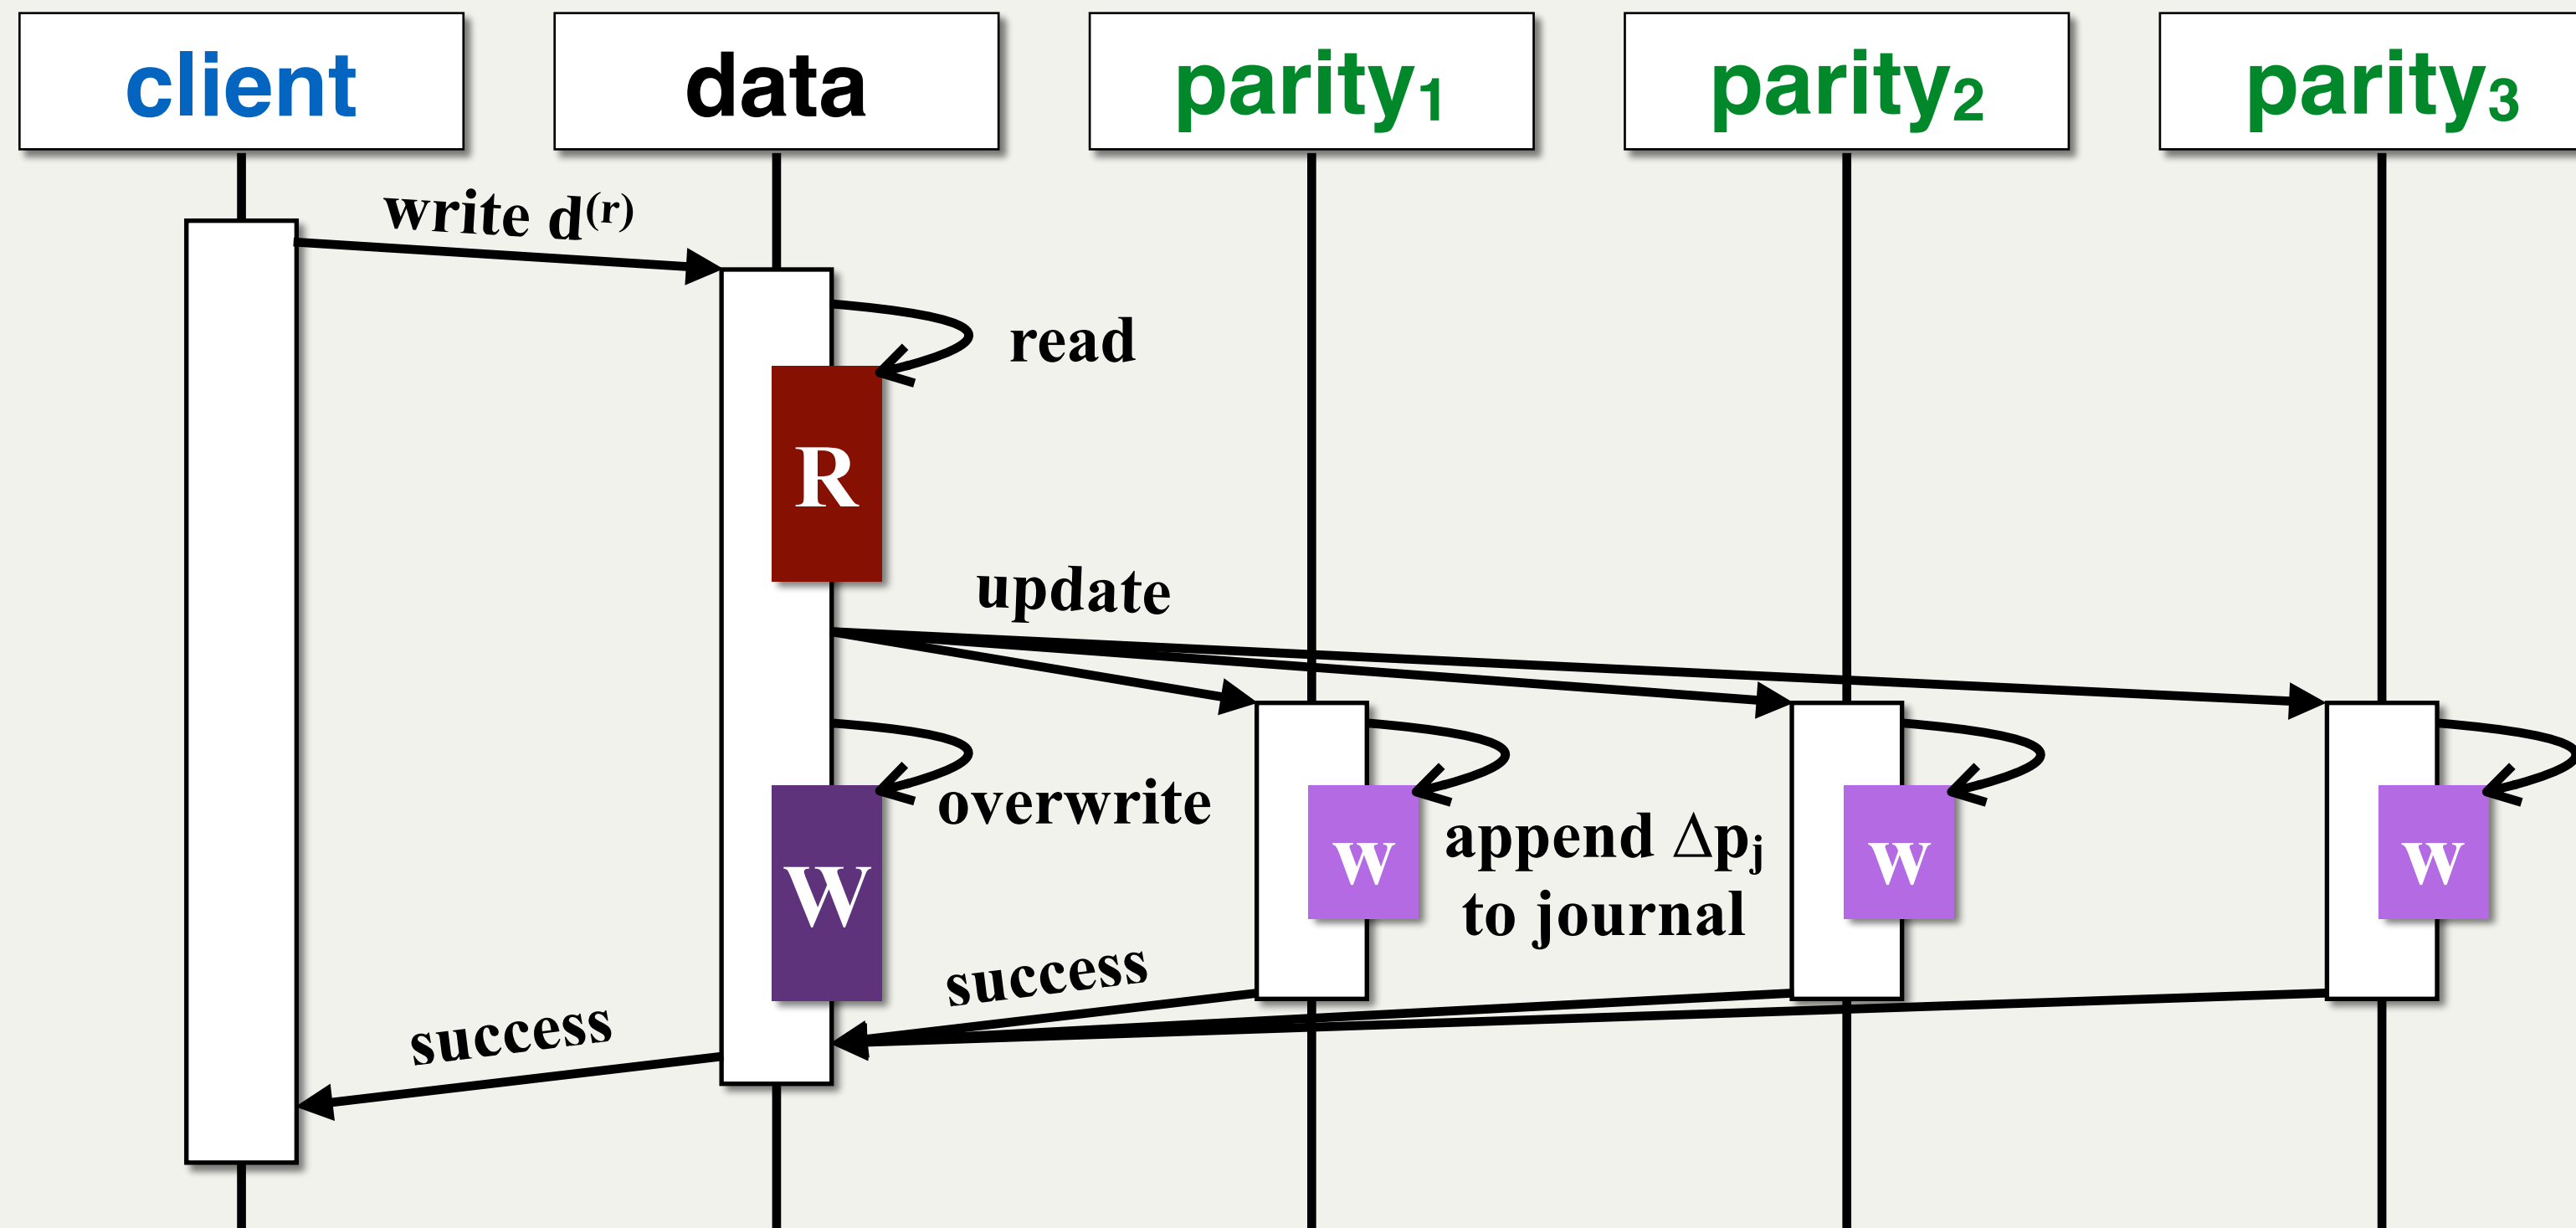 client
data
parity₁
parity₂
parity₃
write d⁽ʳ⁾
read
R
update
overwrite
W
w
append Δpⱼ
to journal
w
w
success
success